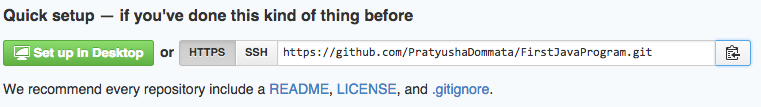 Quick setup — if you've done this kind of thing before
Set up in Desktop or HTTPS SSH https://github.com/PratyushaDommata/FirstJavaProgram.git
We recommend every repository include a README, LICENSE, and .gitignore.